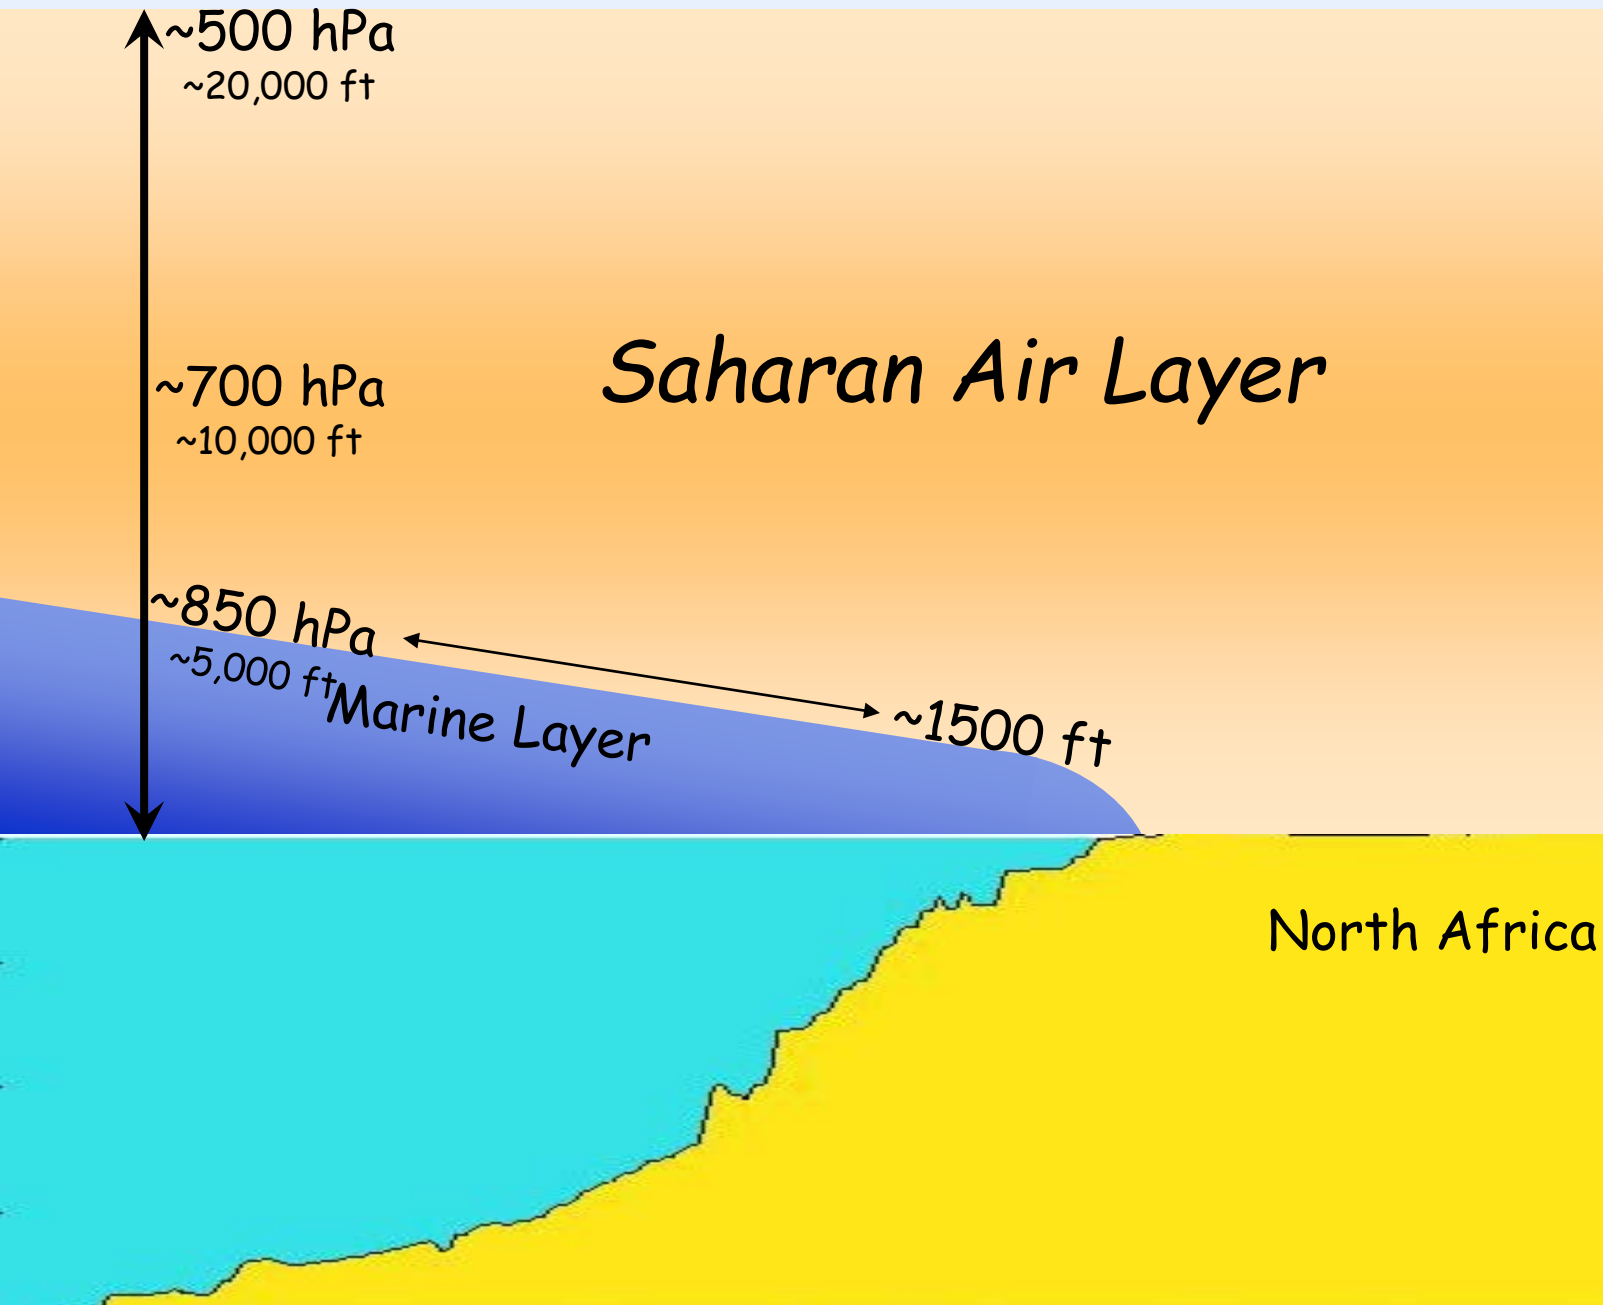 ~500 hPa
~20,000 ft
Saharan Air Layer
~700 hPa
~10,000 ft
~850 hPa
~5,000 ft
Marine Layer
~1500 ft
North Africa